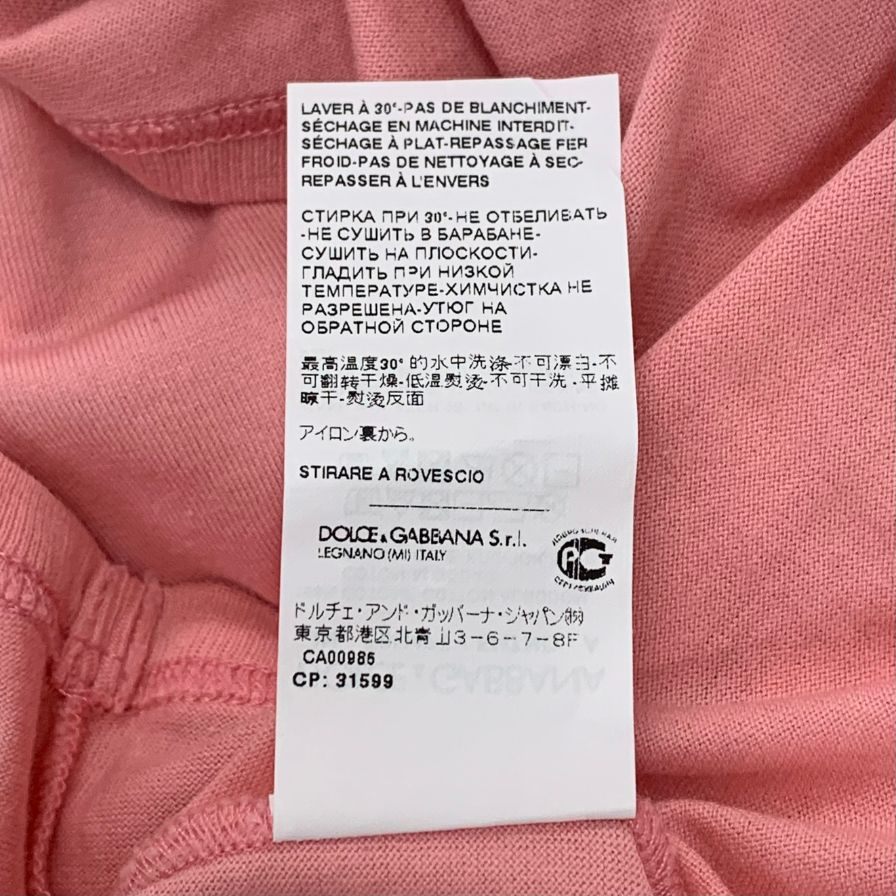 LAVER À 30°-PAS DE BLANCHIMENT-
SÉCHAGE EN MACHINE INTERDIT-
SÉCHAGE À PLAT-REPASSAGE FER
FROID-PAS DE NETTOYAGE À SEC-
REPASSER À L'ENVERS
СТИРКА ПРИ 30°-НЕ ОТБЕЛИВАТЬ
-НЕ СУШИТЬ В БАРАБАНЕ-
СУШИТЬ НА ПЛОСКОСТИ-
ГЛАДИТЬ ПРИ НИЗКОЙ
ТЕМПЕРАТУРЕ-ХИМЧИСТКА НЕ
РАЗРЕШЕНА-УТЮГ НА
ОБРАТНОЙ СТОРОНЕ
最高温度30° 的水中洗涤-不可漂白-不
可翻转干燥-低温熨烫-不可干洗-平摊
晾干-熨烫反面
アイロン裏から。
STIRARE A ROVESCIO
DOLCE&GABBANA S.r.l.
LEGNANO (MI) ITALY
ドルチェ・アンド・ガッバーナ・ジャパン㈱
東京都港区北青山3-6-7-8F
CA00985
CP: 31599